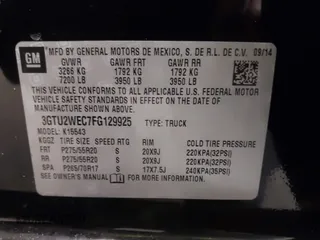 GM
MFD BY GENERAL MOTORS DE MEXICO, S. DE R.L. DE C.V. 09/14
GVWR GAWR FRT GAWR RR
3265 KG 1792 KG 1792 KG
7200 LB 3950 LB 3950 LB
THIS VEHICLE CONFORMS TO ALL APPLICABLE U.S. FEDERAL MOTOR
VEHICLE SAFETY STANDARDS IN EFFECT ON THE DATE OF
MANUFACTURE SHOWN ABOVE.
3GTU2WEC7FG129925 TYPE: TRUCK
MODEL: K15543
KGGZ TIRE SIZE SPEED RTG RIM COLD TIRE PRESSURE
FRT P275/55R20 S 20X9J 220KPA(32PSI)
RR P275/55R20 S 20X9J 220KPA(32PSI)
SPA P265/70R17 S 17X7.5J 240KPA(35PSI)
SEE OWNER'S MANUAL FOR ADDITIONAL INFORMATION